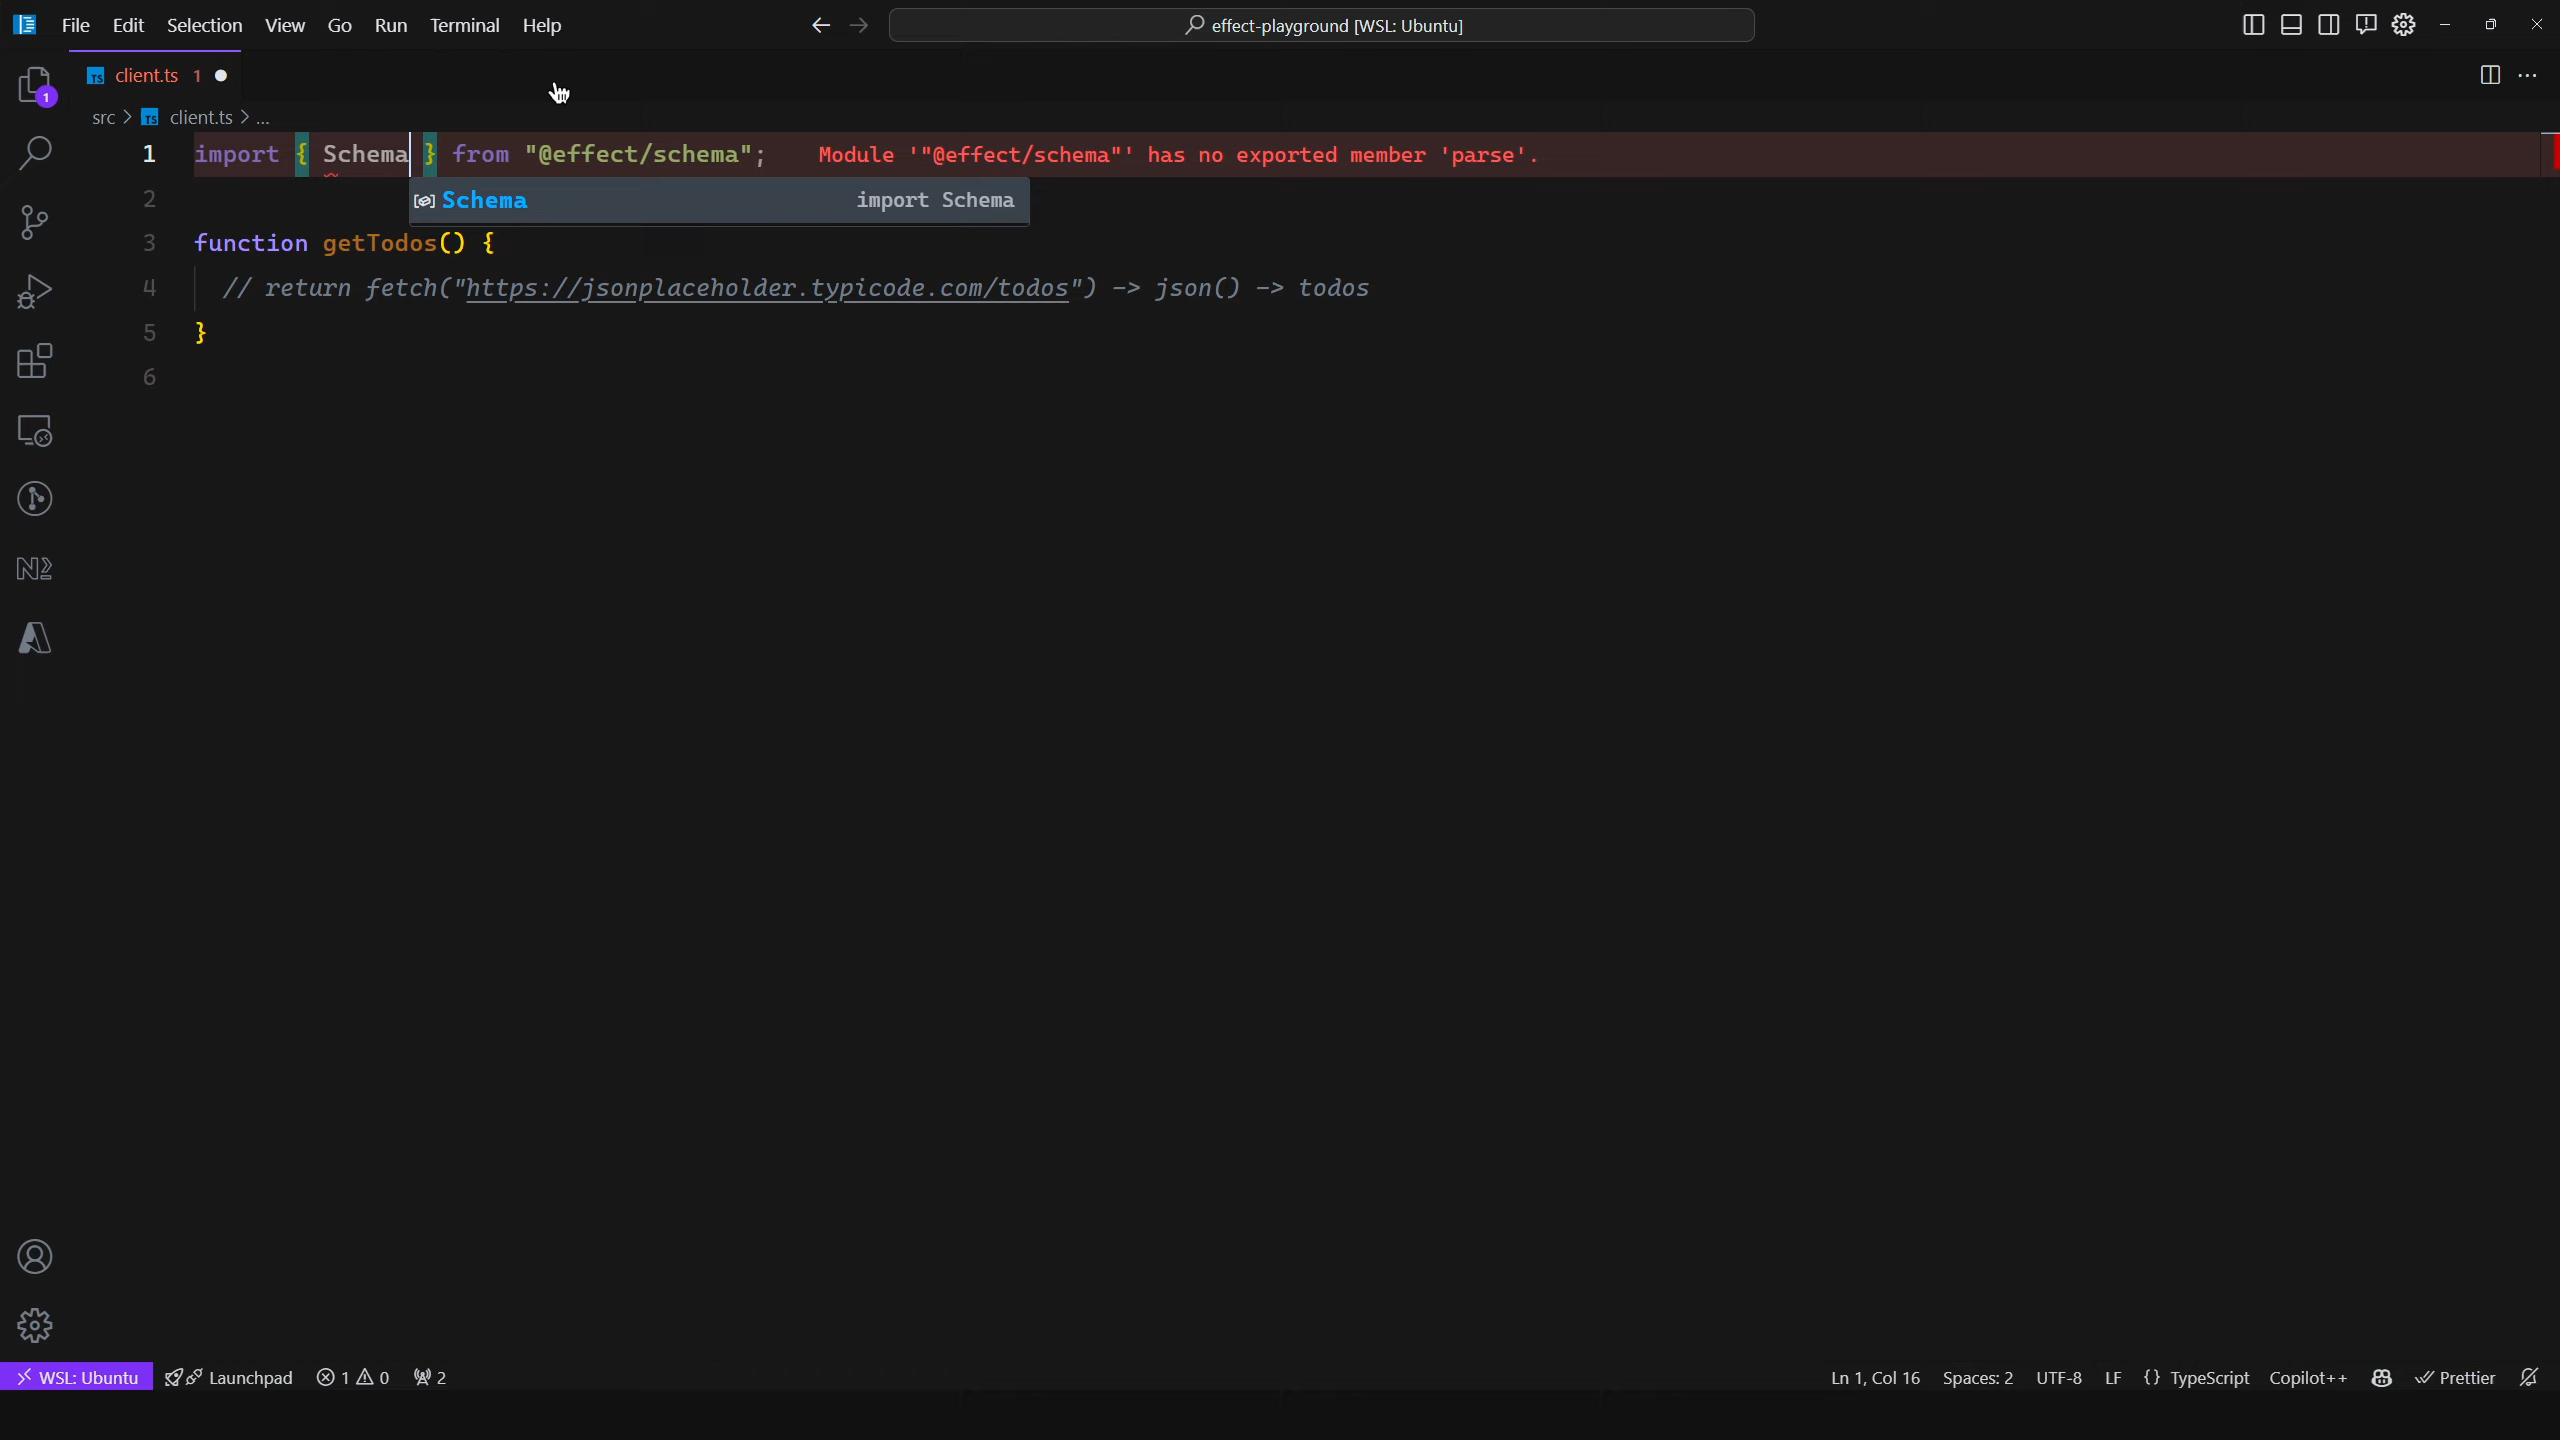 File Edit Selection View Go Run Terminal Help
effect-playground [WSL: Ubuntu]
TS client.ts 1
1
src > TS client.ts > ...
1 import { Schema } from "@effect/schema"; Module '"@effect/schema"' has no exported member 'parse'.
2
Schema import Schema
3 function getTodos() {
4 // return fetch("https://jsonplaceholder.typicode.com/todos") -> json() -> todos
5 }
6
WSL: Ubuntu Launchpad 1 0 2
Ln 1, Col 16 Spaces: 2 UTF-8 LF {} TypeScript Copilot++ Prettier